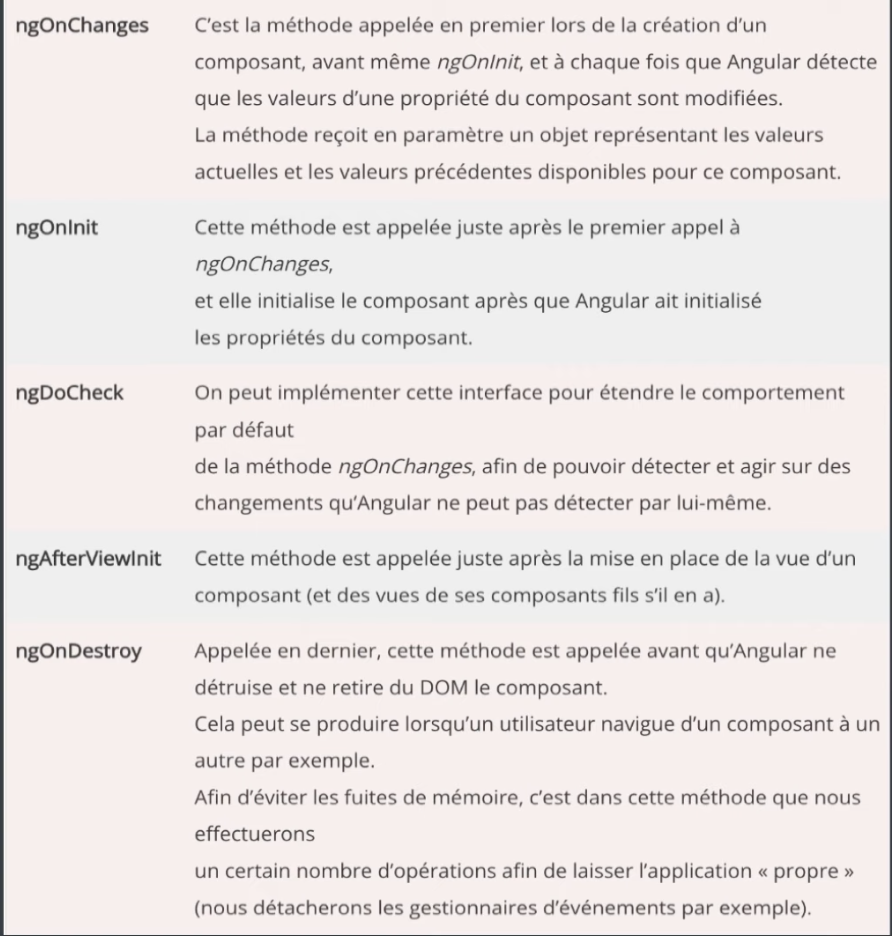 ngOnChanges C'est la méthode appelée en premier lors de la création d'un
composant, avant même ngOnInit, et à chaque fois que Angular détecte
que les valeurs d'une propriété du composant sont modifiées.
La méthode reçoit en paramètre un objet représentant les valeurs
actuelles et les valeurs précédentes disponibles pour ce composant.
ngOnInit Cette méthode est appelée juste après le premier appel à
ngOnChanges,
et elle initialise le composant après que Angular ait initialisé
les propriétés du composant.
ngDoCheck On peut implémenter cette interface pour étendre le comportement
par défaut
de la méthode ngOnChanges, afin de pouvoir détecter et agir sur des
changements qu'Angular ne peut pas détecter par lui-même.
ngAfterViewInit Cette méthode est appelée juste après la mise en place de la vue d'un
composant (et des vues de ses composants fils s'il en a).
ngOnDestroy Appelée en dernier, cette méthode est appelée avant qu'Angular ne
détruise et ne retire du DOM le composant.
Cela peut se produire lorsqu'un utilisateur navigue d'un composant à un
autre par exemple.
Afin d'éviter les fuites de mémoire, c'est dans cette méthode que nous
effectuerons
un certain nombre d'opérations afin de laisser l'application « propre »
(nous détacherons les gestionnaires d'événements par exemple).